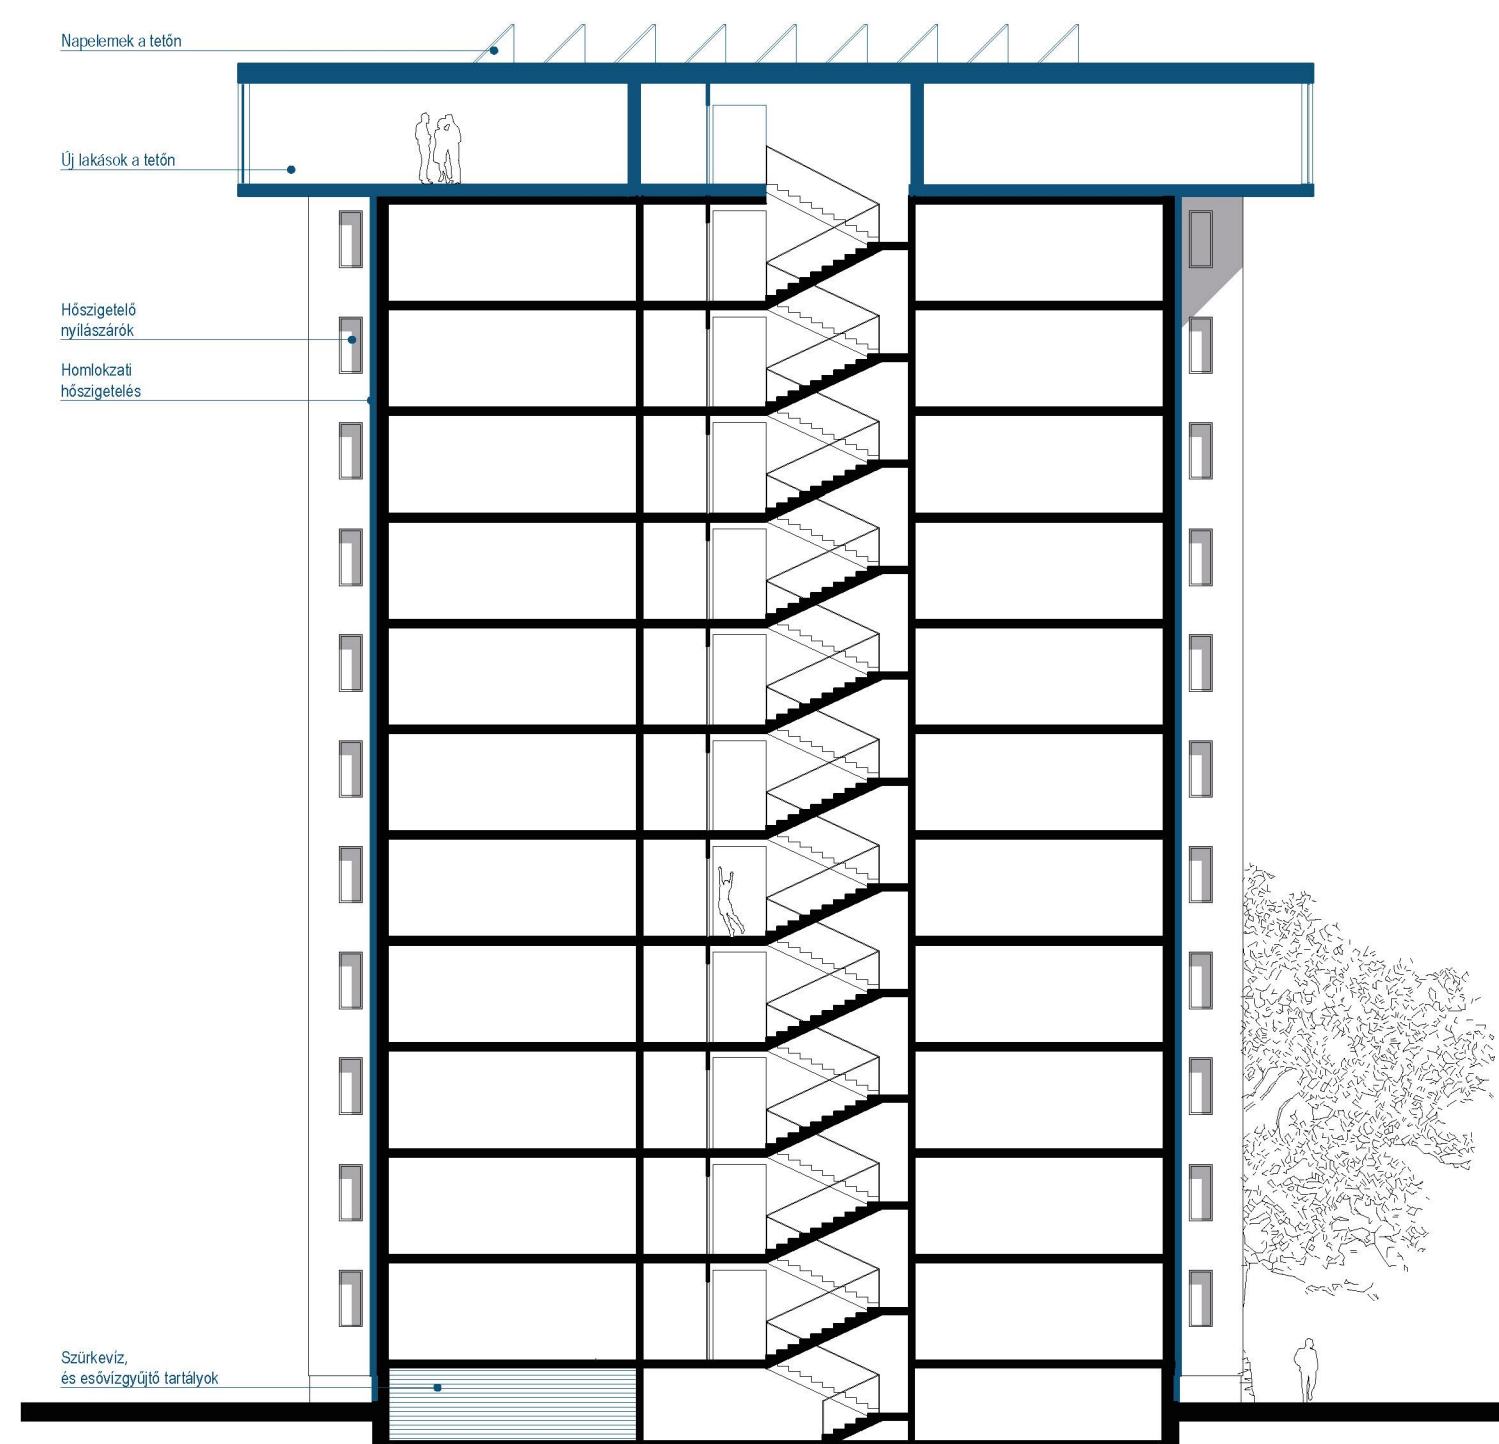 Napelemek a tetőn
Új lakások a tetőn
Hőszigetelő
nyílászárók
Homlokzati
hőszigetelés
Szürkevíz,
és esővízgyűjtő tartályok